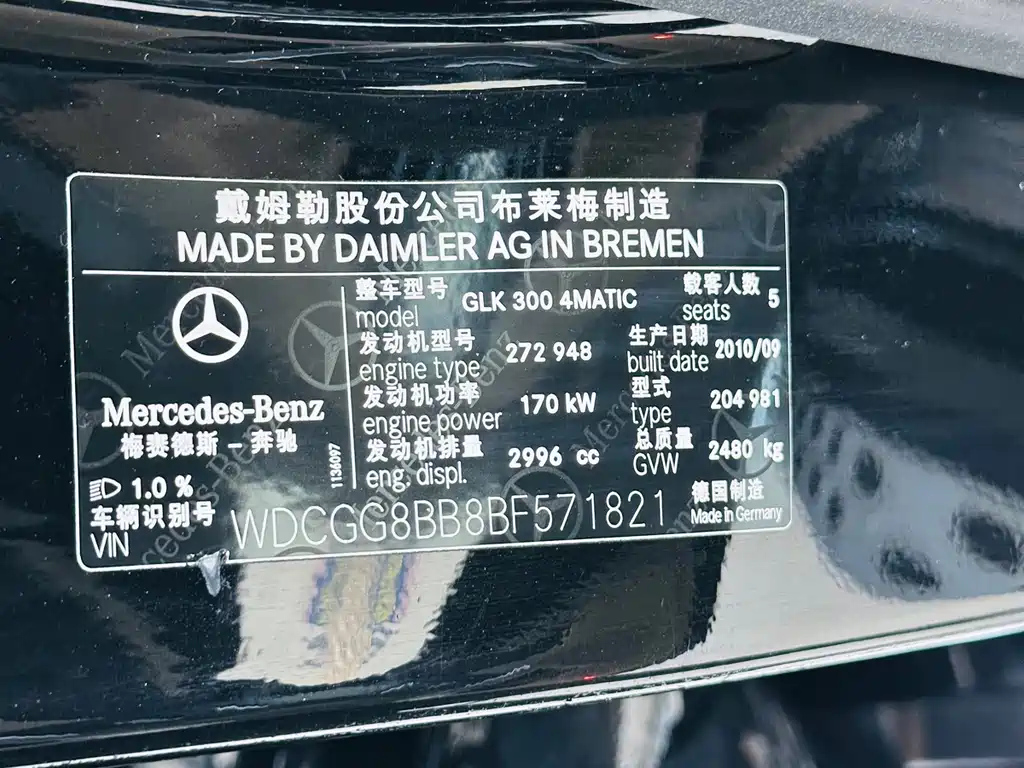 戴姆勒股份公司布莱梅制造
MADE BY DAIMLER AG IN BREMEN
整车型号 GLK 300 4MATIC 载客人数 5
model seats
发动机型号 272 948 生产日期 2010/09
engine type built date
发动机功率 170 kW 型式 204 981
engine power type
发动机排量 2996 cc 总质量 2480 kg
eng. displ. GVW
Mercedes-Benz
梅赛德斯－奔驰
1136097
1.0 %
车辆识别号 WDCGG8BB8BF571821 德国制造
VIN Made in Germany